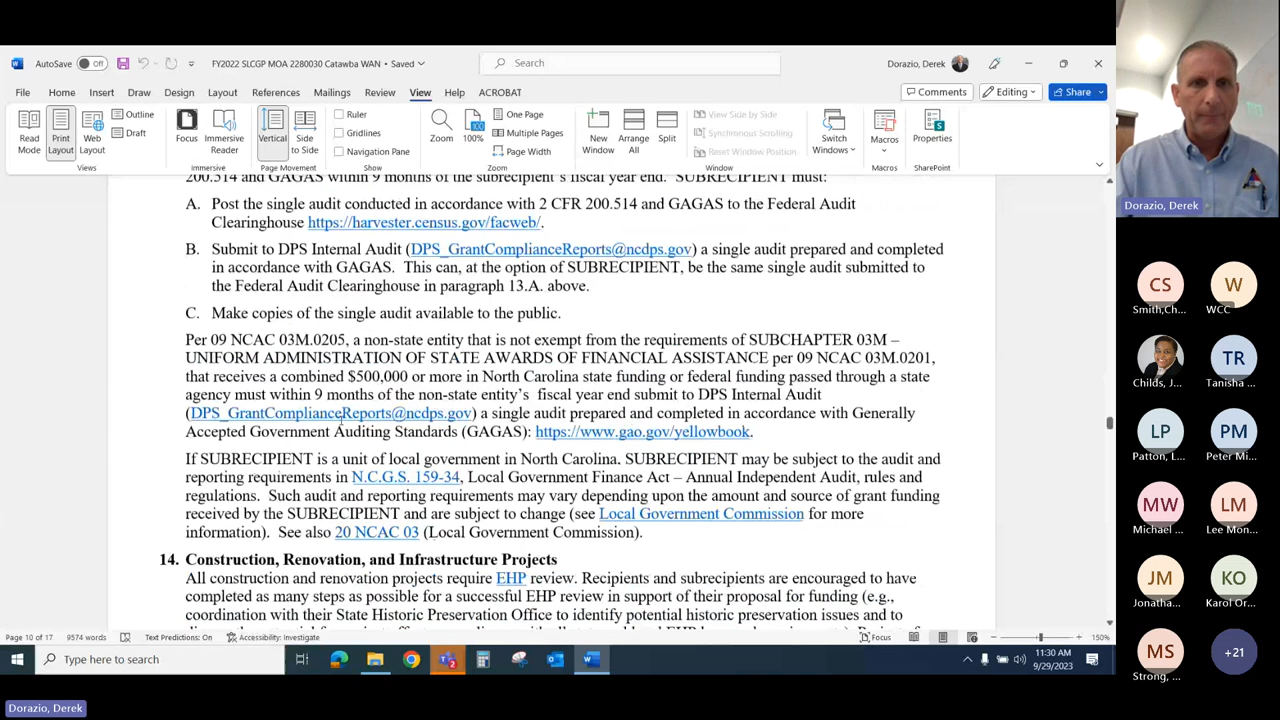 AutoSave Off FY2022 SLCGP MOA 2280030 Catawba WAN • Saved Search Dorazio, Derek
File Home Insert Draw Design Layout References Mailings Review View Help ACROBAT Comments Editing Share
Read Mode Print Layout Web Layout Outline Draft Focus Immersive Reader Vertical Side to Side Ruler Gridlines Navigation Pane Zoom 100% One Page Multiple Pages Page Width New Window Arrange All Split View Side by Side Synchronous Scrolling Reset Window Position Switch Windows Macros Properties
Views Immersive Page Movement Show Zoom Window Macros SharePoint
200.514 and GAGAS within 9 months of the subrecipient's fiscal year end. SUBRECIPIENT must:
A. Post the single audit conducted in accordance with 2 CFR 200.514 and GAGAS to the Federal Audit
Clearinghouse https://harvester.census.gov/facweb/.
B. Submit to DPS Internal Audit (DPS_GrantComplianceReports@ncdps.gov) a single audit prepared and completed
in accordance with GAGAS. This can, at the option of SUBRECIPIENT, be the same single audit submitted to
the Federal Audit Clearinghouse in paragraph 13.A. above.
C. Make copies of the single audit available to the public.
Per 09 NCAC 03M.0205, a non-state entity that is not exempt from the requirements of SUBCHAPTER 03M –
UNIFORM ADMINISTRATION OF STATE AWARDS OF FINANCIAL ASSISTANCE per 09 NCAC 03M.0201,
that receives a combined $500,000 or more in North Carolina state funding or federal funding passed through a state
agency must within 9 months of the non-state entity's fiscal year end submit to DPS Internal Audit
(DPS_GrantComplianceReports@ncdps.gov) a single audit prepared and completed in accordance with Generally
Accepted Government Auditing Standards (GAGAS): https://www.gao.gov/yellowbook.
If SUBRECIPIENT is a unit of local government in North Carolina, SUBRECIPIENT may be subject to the audit and
reporting requirements in N.C.G.S. 159-34, Local Government Finance Act – Annual Independent Audit, rules and
regulations. Such audit and reporting requirements may vary depending upon the amount and source of grant funding
received by the SUBRECIPIENT and are subject to change (see Local Government Commission for more
information). See also 20 NCAC 03 (Local Government Commission).
14. Construction, Renovation, and Infrastructure Projects
All construction and renovation projects require EHP review. Recipients and subrecipients are encouraged to have
completed as many steps as possible for a successful EHP review in support of their proposal for funding (e.g.,
coordination with their State Historic Preservation Office to identify potential historic preservation issues and to
Page 10 of 17 9574 words Text Predictions: On Accessibility: Investigate Focus 150%
Type here to search 11:30 AM
9/29/2023
Dorazio, Derek
Dorazio, Derek
CS W
Smith,Ch... WCC
TR
Childs, J... Tanisha ...
LP PM
Patton, L... Peter Mi...
MW LM
Michael ... Lee Mon...
JM KO
Jonatha... Karol Or...
MS +21
Strong, ...